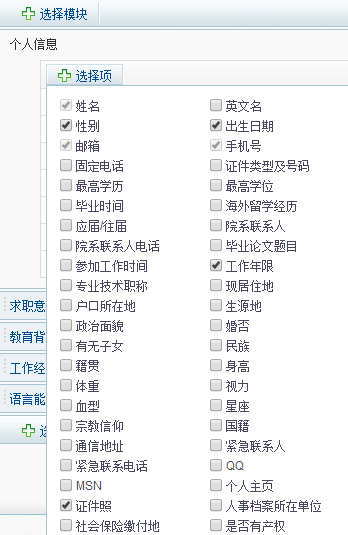 选择模块
个人信息
选择项
姓名 英文名
性别 出生日期
邮箱 手机号
固定电话 证件类型及号码
最高学历 最高学位
毕业时间 海外留学经历
应届/往届 院系联系人
院系联系人电话 毕业论文题目
参加工作时间 工作年限
专业技术职称 现居住地
户口所在地 生源地
政治面貌 婚否
有无子女 民族
籍贯 身高
体重 视力
血型 星座
宗教信仰 国籍
通信地址 紧急联系人
紧急联系电话 QQ
MSN 个人主页
证件照 人事档案所在单位
社会保险缴付地 是否有产权
求职意
教育背
工作经
语言能